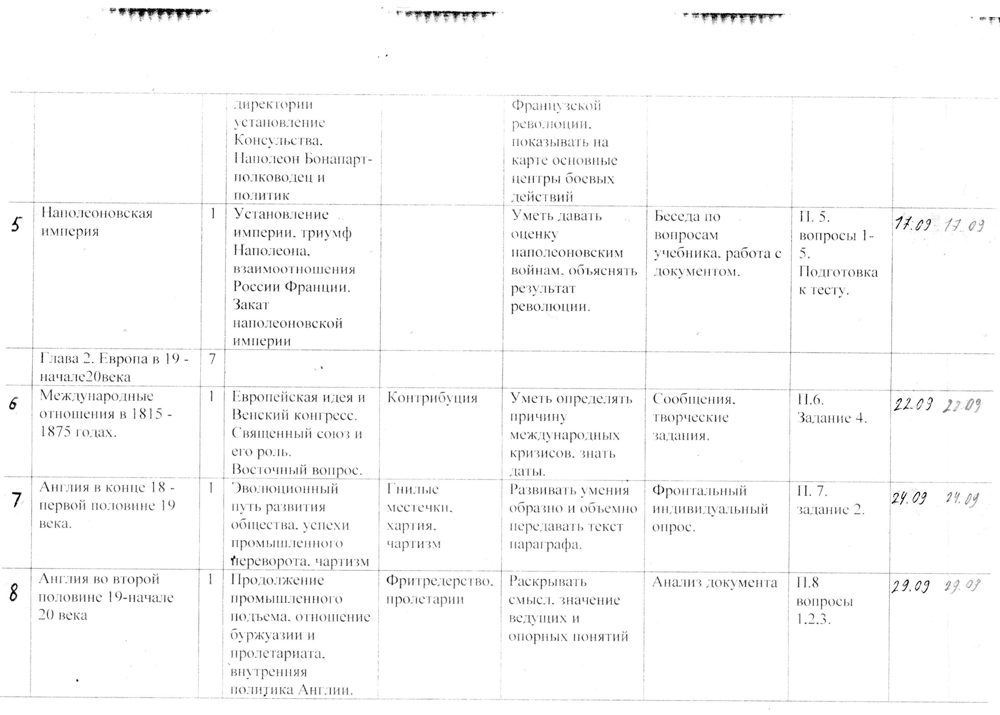 директории
установление
Консульства.
Наполеон Бонапарт-
полководец и
политик
Французской
революции.
показывать на
карте основные
центры боевых
действий
5
Наполеоновская
империя
1
Установление
империи. триумф
Наполеона.
взаимоотношения
России Франции.
Закат
наполеоновской
империи
Уметь давать
оценку
наполеоновским
войнам. объяснять
результат
революции.
Беседа по
вопросам
учебника. работа с
документом.
П. 5.
вопросы 1-
5.
Подготовка
к тесту.
17.09 17.09
Глава 2. Европа в 19 -
начале20века
7
6
Международные
отношения в 1815 -
1875 годах.
1
Европейская идея и
Венский конгресс.
Священный союз и
его роль.
Восточный вопрос.
Контрибуция
Уметь определять
причину
международных
кризисов. знать
даты.
Сообщения.
творческие
задания.
П.6.
Задание 4.
22.09 22.09
7
Англия в конце 18 -
первой половине 19
века.
1
Эволюционный
путь развития
общества. успехи
промышленного
переворота. чартизм
Гнилые
местечки.
хартия.
чартизм
Развивать умения
образно и объемно
передавать текст
параграфа.
Фронтальный
индивидуальный
опрос.
П. 7.
задание 2.
24.09 24.09
8
Англия во второй
половине 19-начале
20 века
1
Продолжение
промышленного
подъема. отношение
буржуазии и
пролетариата.
внутренняя
политика Англии.
Фритредерство.
пролетарии
Раскрывать
смысл. значение
ведущих и
опорных понятий
Анализ документа
П.8
вопросы
1.2.3.
29.09 29.09